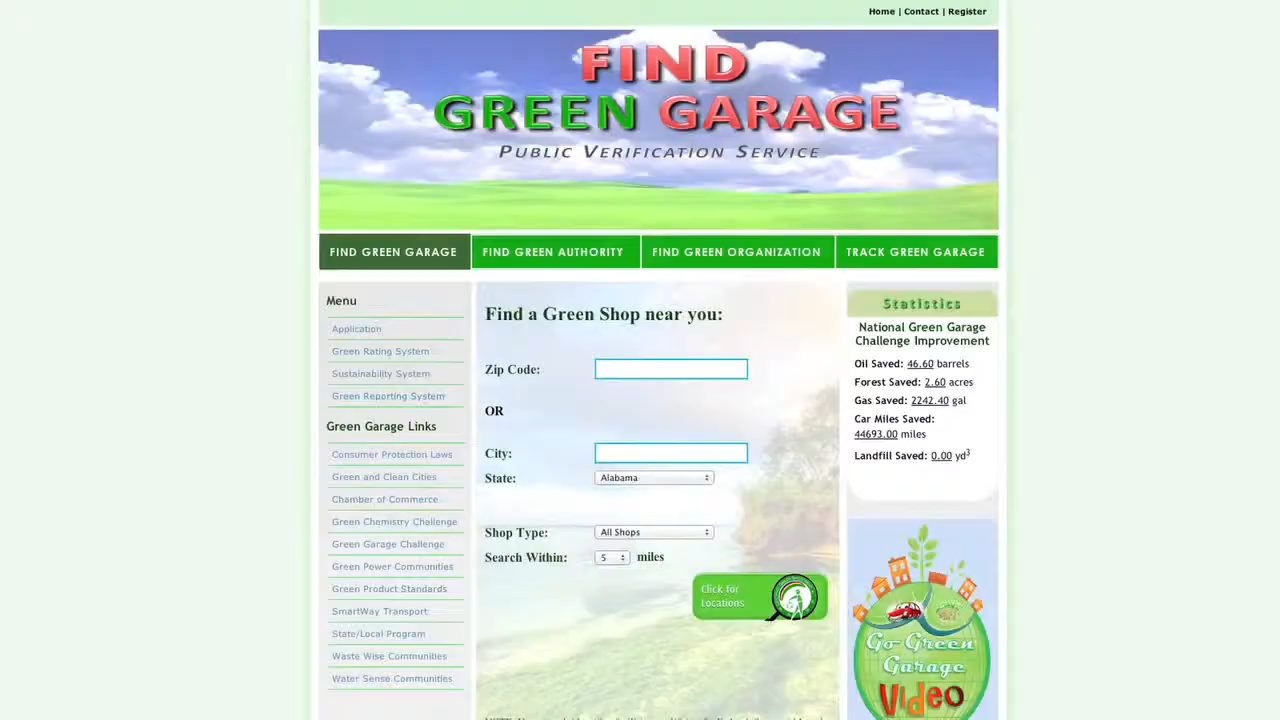 Home | Contact | Register
FIND
GREEN GARAGE
PUBLIC VERIFICATION SERVICE
FIND GREEN GARAGE
FIND GREEN AUTHORITY
FIND GREEN ORGANIZATION
TRACK GREEN GARAGE
Menu
Application
Green Rating System
Sustainability System
Green Reporting System
Green Garage Links
Consumer Protection Laws
Green and Clean Cities
Chamber of Commerce
Green Chemistry Challenge
Green Garage Challenge
Green Power Communities
Green Product Standards
SmartWay Transport
State/Local Program
Waste Wise Communities
Water Sense Communities
Find a Green Shop near you:
Zip Code:
OR
City:
State: Alabama
Shop Type: All Shops
Search Within: 5 miles
Click for
Locations
Statistics
National Green Garage
Challenge Improvement
Oil Saved: 46.60 barrels
Forest Saved: 2.60 acres
Gas Saved: 2242.40 gal
Car Miles Saved:
44693.00 miles
Landfill Saved: 0.00 yd3
Go Green
Garage
Video